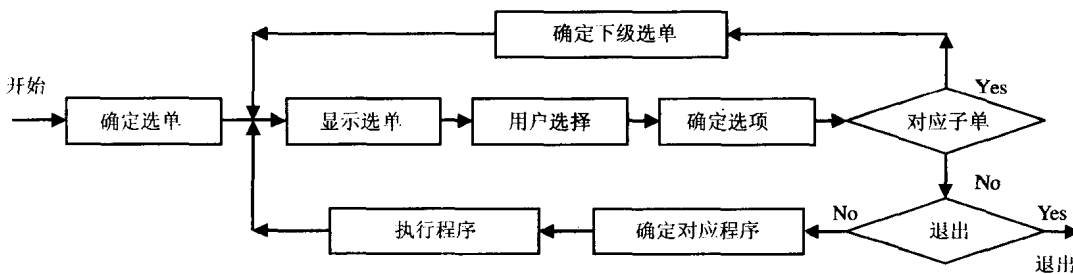 确定下级选单
开始
Yes
确定选单
显示选单
用户选择
确定选项
对应子单
No
No
Yes
执行程序
确定对应程序
退出
退出